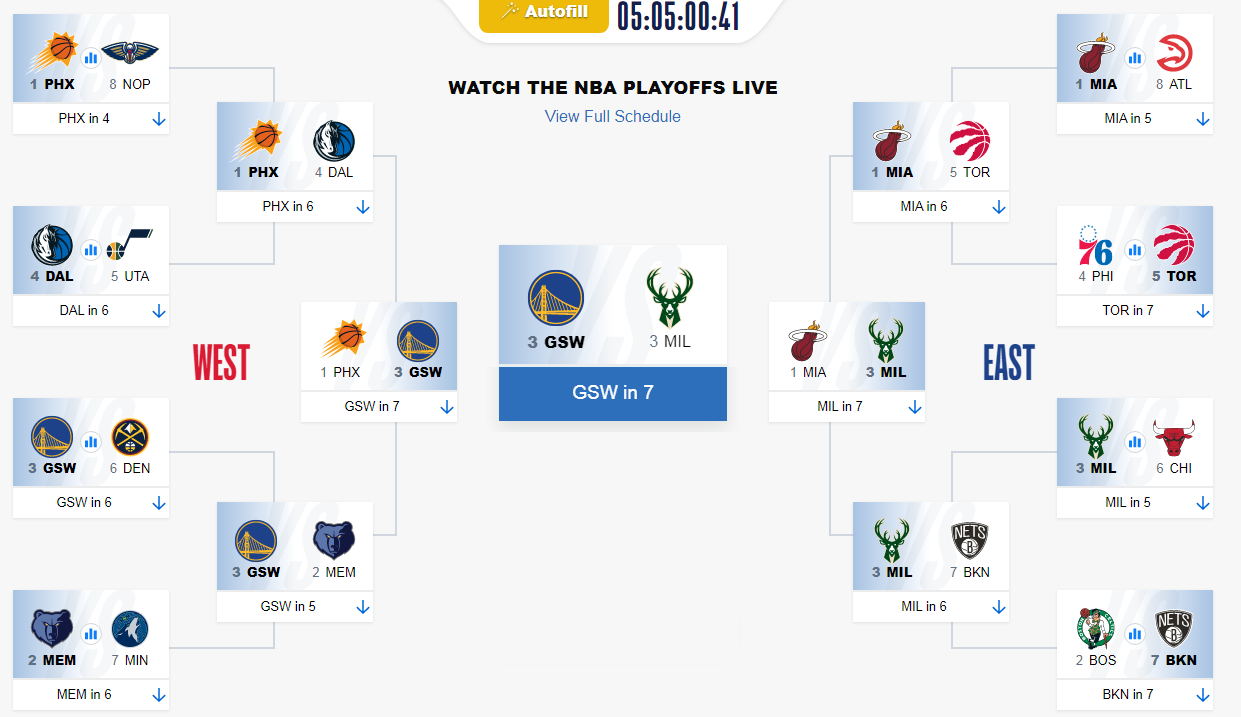 Autofill
05:05:00:41
WATCH THE NBA PLAYOFFS LIVE
View Full Schedule
1 PHX 8 NOP
PHX in 4
4 DAL 5 UTA
DAL in 6
3 GSW 6 DEN
GSW in 6
2 MEM 7 MIN
MEM in 6
1 PHX 4 DAL
PHX in 6
3 GSW 2 MEM
GSW in 5
WEST
1 PHX 3 GSW
GSW in 7
3 GSW 3 MIL
GSW in 7
1 MIA 3 MIL
MIL in 7
EAST
1 MIA 5 TOR
MIA in 6
3 MIL 7 BKN
MIL in 6
1 MIA 8 ATL
MIA in 5
76
4 PHI 5 TOR
TOR in 7
3 MIL 6 CHI
MIL in 5
NETS
B
2 BOS 7 BKN
BKN in 7
NETS
B